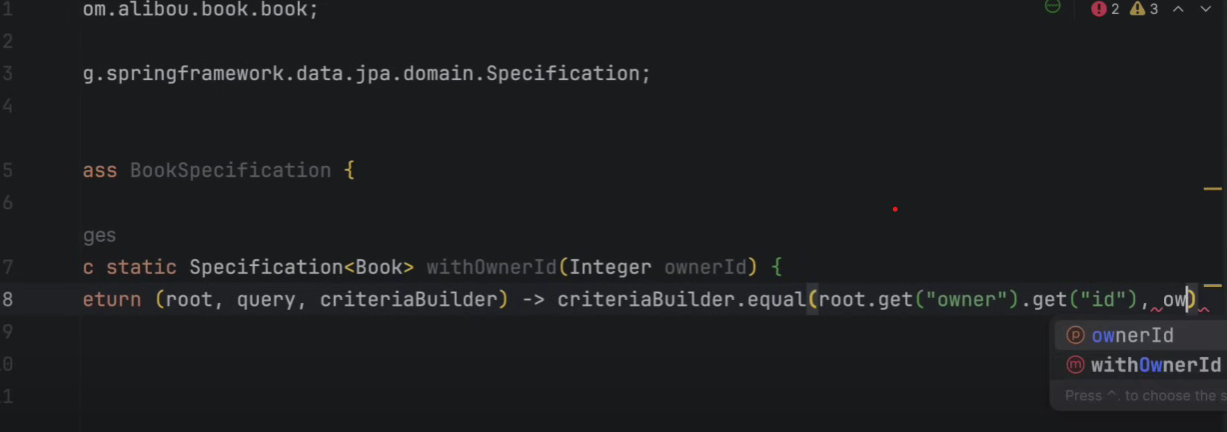 1 om.alibou.book.book; 2 3
2
3 g.springframework.data.jpa.domain.Specification;
4
5 ass BookSpecification {
6
ges
7 c static Specification<Book> withOwnerId(Integer ownerId) {
8 eturn (root, query, criteriaBuilder) -> criteriaBuilder.equal(root.get("owner").get("id"), ow)
9
p ownerId
0
m withOwnerId
1
Press ^. to choose the s